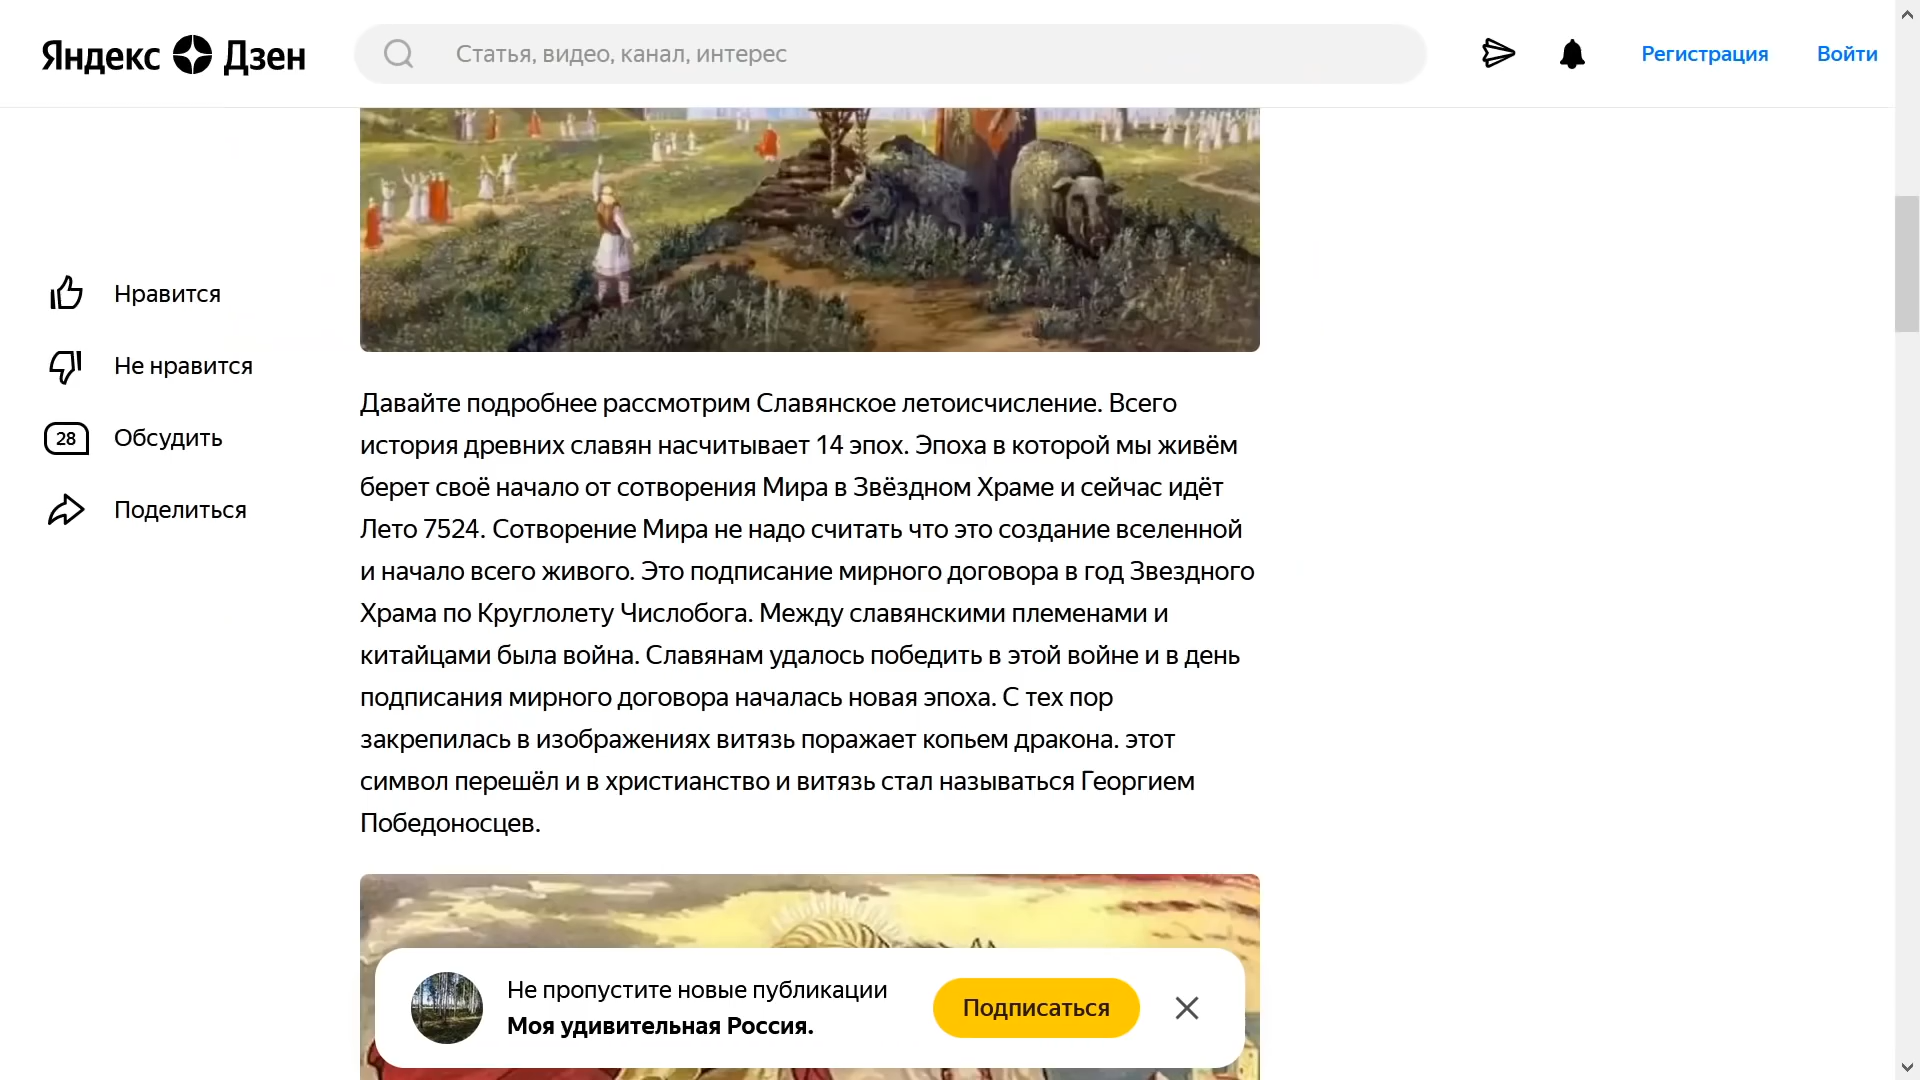 Яндекс Дзен
Статья, видео, канал, интерес
Регистрация
Войти
Нравится
Не нравится
28 Обсудить
Поделиться
Давайте подробнее рассмотрим Славянское летоисчисление. Всего
история древних славян насчитывает 14 эпох. Эпоха в которой мы живём
берет своё начало от сотворения Мира в Звёздном Храме и сейчас идёт
Лето 7524. Сотворение Мира не надо считать что это создание вселенной
и начало всего живого. Это подписание мирного договора в год Звездного
Храма по Круглолету Числобога. Между славянскими племенами и
китайцами была война. Славянам удалось победить в этой войне и в день
подписания мирного договора началась новая эпоха. С тех пор
закрепилась в изображениях витязь поражает копьем дракона. этот
символ перешёл и в христианство и витязь стал называться Георгием
Победоносцев.
Не пропустите новые публикации
Моя удивительная Россия.
Подписаться